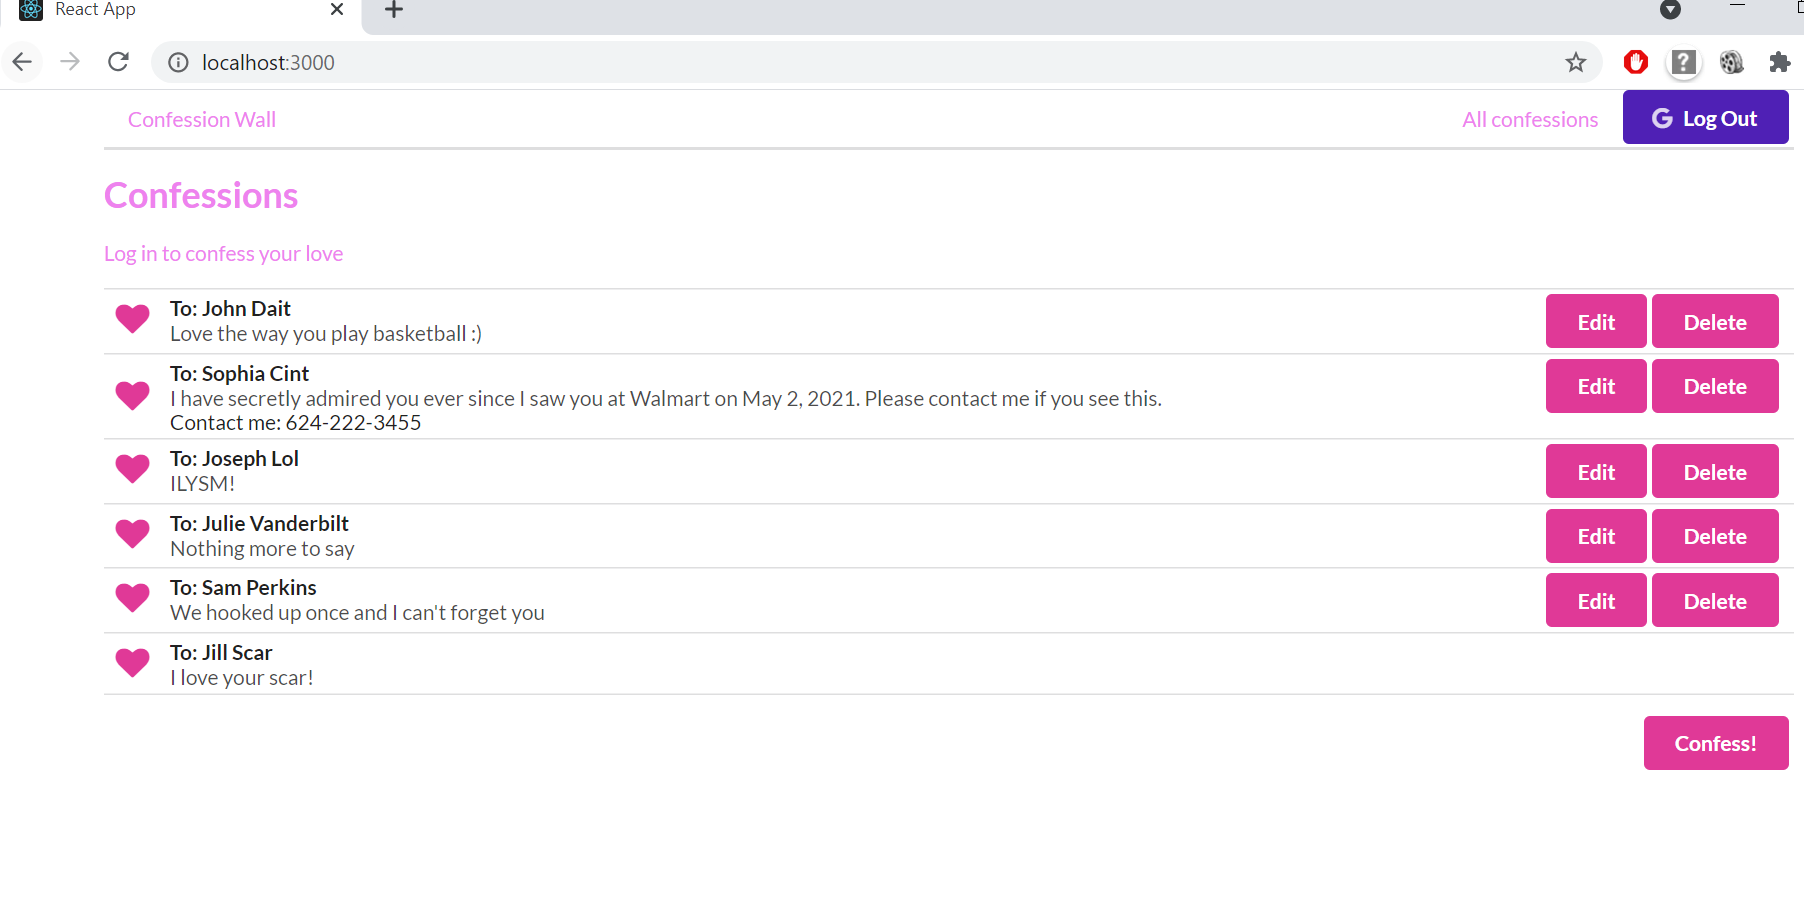 React App
localhost:3000
Confession Wall
All confessions
Log Out
Confessions
Log in to confess your love
To: John Dait
Love the way you play basketball :)
Edit Delete
To: Sophia Cint
I have secretly admired you ever since I saw you at Walmart on May 2, 2021. Please contact me if you see this.
Contact me: 624-222-3455
Edit Delete
To: Joseph Lol
ILYSM!
Edit Delete
To: Julie Vanderbilt
Nothing more to say
Edit Delete
To: Sam Perkins
We hooked up once and I can't forget you
Edit Delete
To: Jill Scar
I love your scar!
Confess!